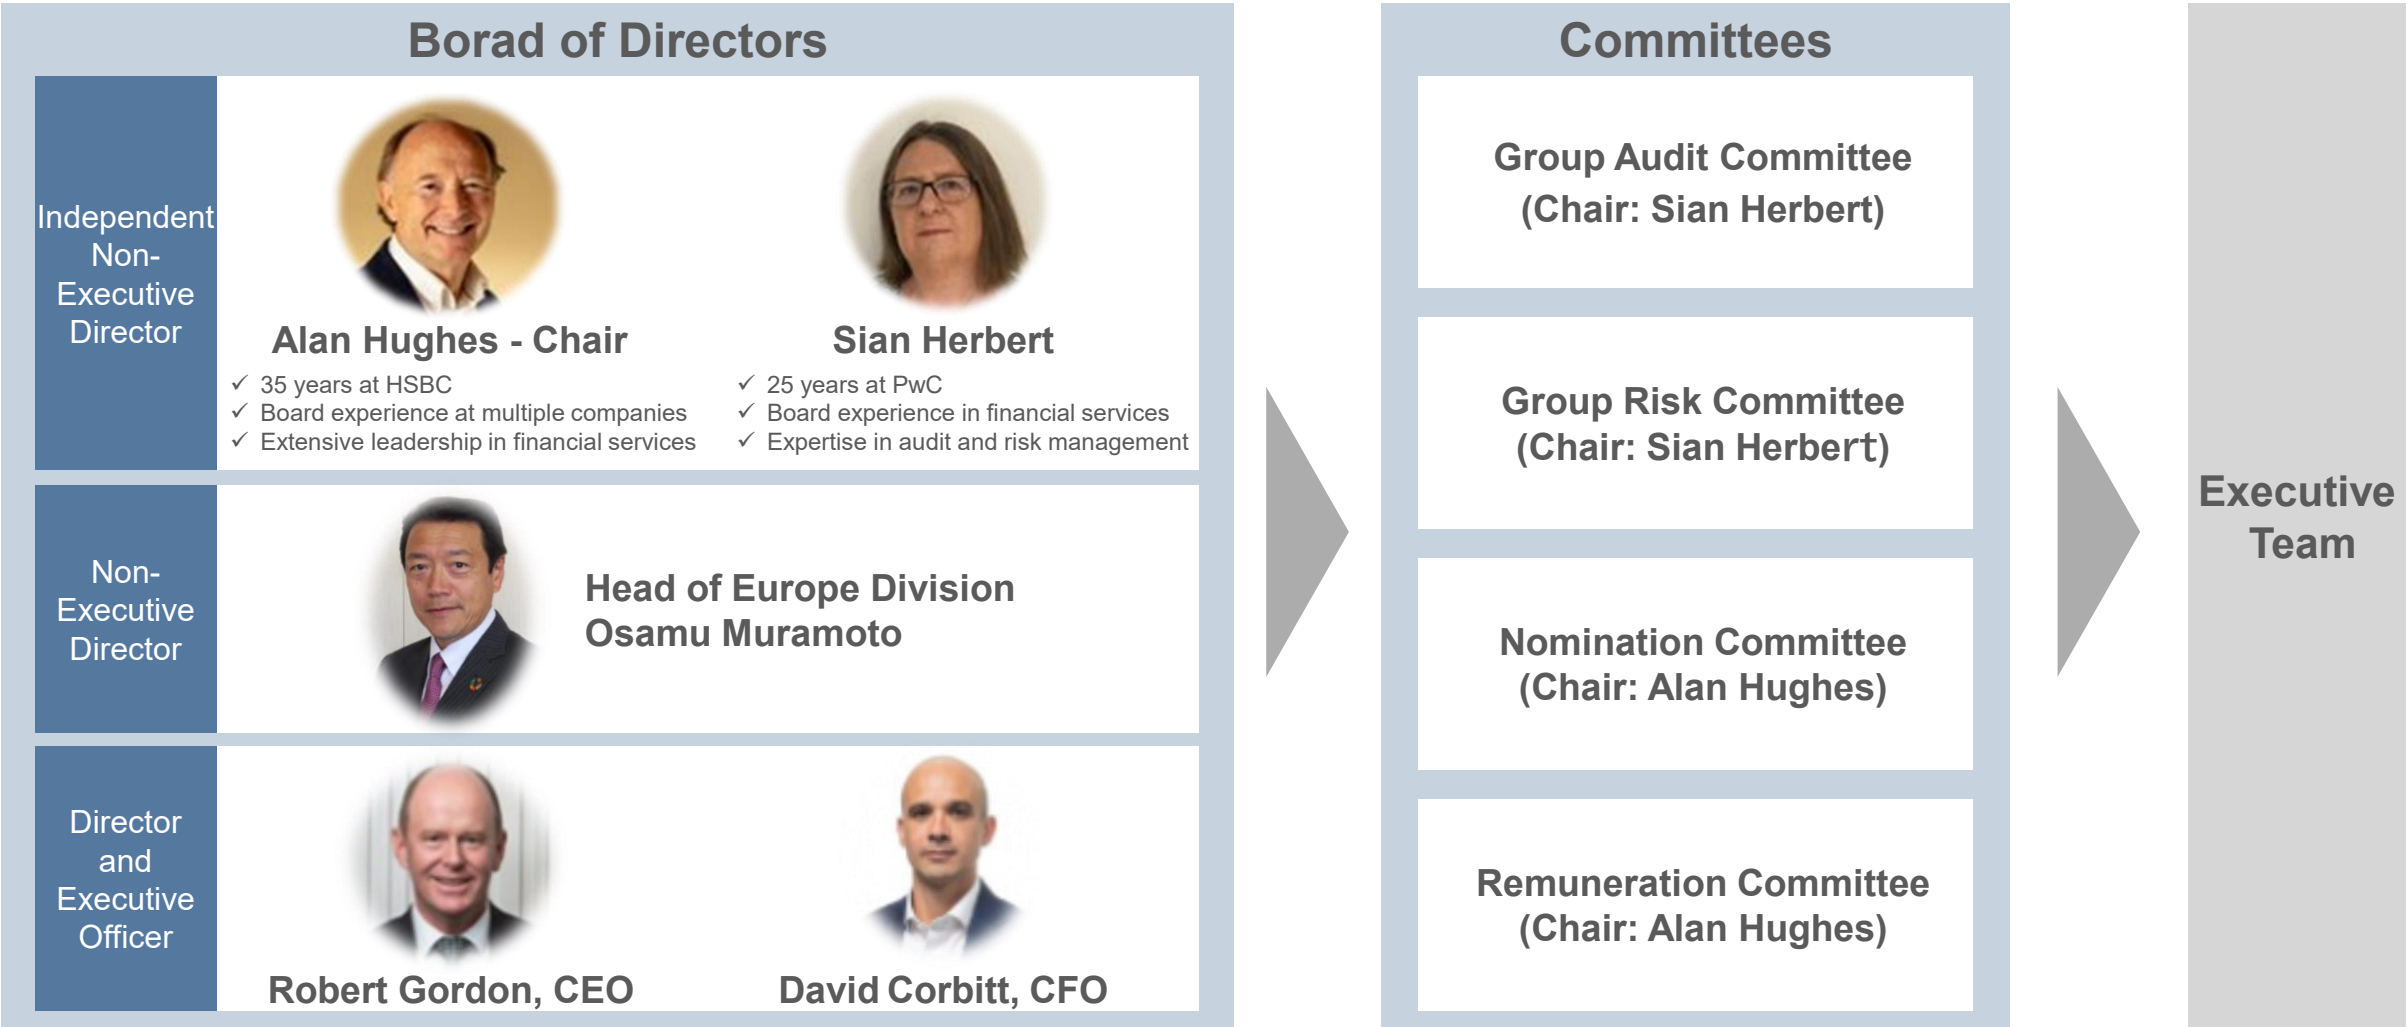 Borad of Directors
Independent
Non-
Executive
Director
Alan Hughes - Chair
✓ 35 years at HSBC
✓ Board experience at multiple companies
✓ Extensive leadership in financial services
Sian Herbert
✓ 25 years at PwC
✓ Board experience in financial services
✓ Expertise in audit and risk management
Non-
Executive
Director
Head of Europe Division
Osamu Muramoto
Director
and
Executive
Officer
Robert Gordon, CEO
David Corbitt, CFO
Committees
Group Audit Committee
(Chair: Sian Herbert)
Group Risk Committee
(Chair: Sian Herbert)
Nomination Committee
(Chair: Alan Hughes)
Remuneration Committee
(Chair: Alan Hughes)
Executive
Team